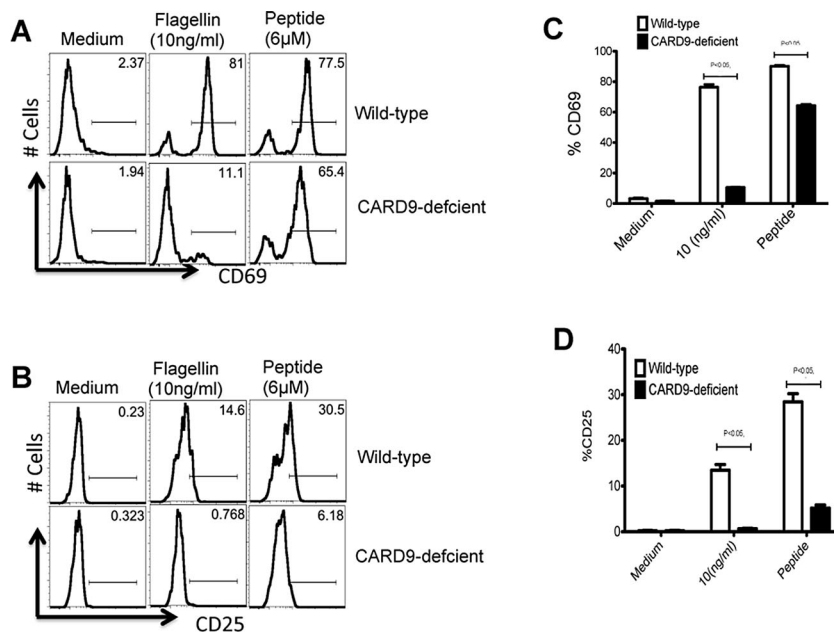 A
Medium
Flagellin
(10ng/ml)
Peptide
(6μM)
# Cells
2.37
81
77.5
Wild-type
1.94
11.1
65.4
CARD9-defcient
CD69
B
Medium
Flagellin
(10ng/ml)
Peptide
(6μM)
# Cells
0.23
14.6
30.5
Wild-type
0.323
0.768
6.18
CARD9-defcient
CD25
C
Wild-type
CARD9-deficient
% CD69
100
80
60
40
20
0
P<0.05,
P<0.05
Medium
10 (ng/ml)
Peptide
D
Wild-type
CARD9-deficient
%CD25
40
30
20
10
0
P<0.05,
P<0.05,
Medium
10(ng/ml)
Peptide